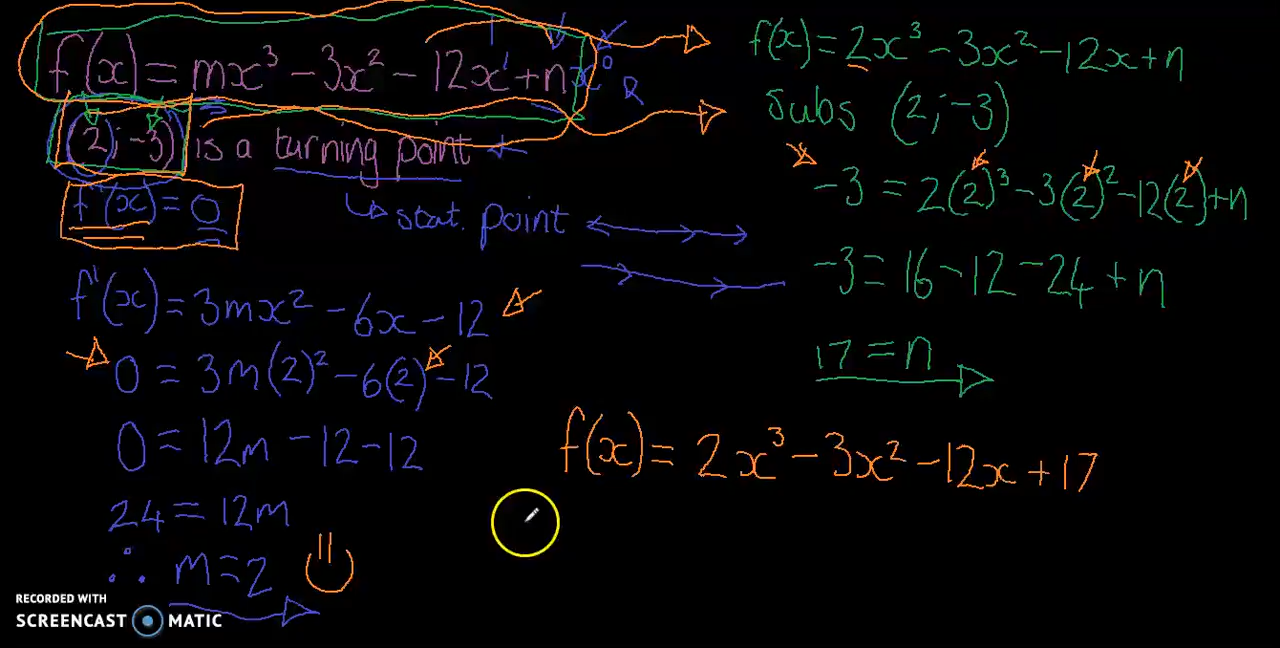 f(x) = mx³ - 3x² - 12x¹ + nx⁰
(2; -3) is a turning point
f'(x) = 0
↳ stat. point
f'(x) = 3mx² - 6x - 12
0 = 3m(2)² - 6(2) - 12
0 = 12m - 12 - 12
24 = 12m
∴ m = 2
f(x) = 2x³ - 3x² - 12x + n
subs (2; -3)
-3 = 2(2)³ - 3(2)² - 12(2) + n
-3 = 16 - 12 - 24 + n
17 = n
f(x) = 2x³ - 3x² - 12x + 17
RECORDED WITH
SCREENCAST MATIC